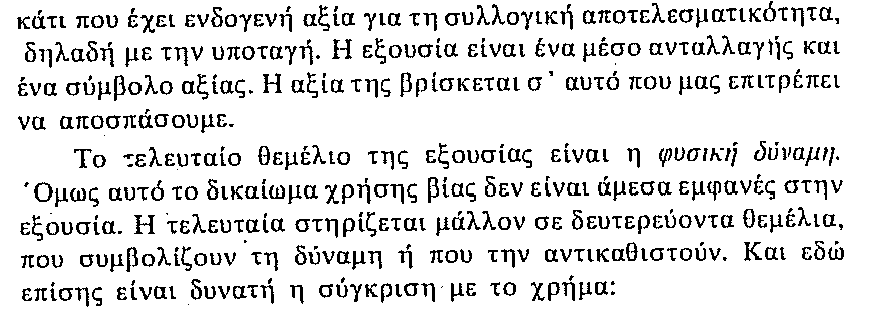 κάτι που έχει ενδογενή αξία για τη συλλογική αποτελεσματικότητα,
δηλαδή με την υποταγή. Η εξουσία είναι ένα μέσο ανταλλαγής και
ένα σύμβολο αξίας. Η αξία της βρίσκεται σ' αυτό που μας επιτρέπει
να αποσπάσουμε.
Το τελευταίο θεμέλιο της εξουσίας είναι η φυσική δύναμη.
Όμως αυτό το δικαίωμα χρήσης βίας δεν είναι άμεσα εμφανές στην
εξουσία. Η τελευταία στηρίζεται μάλλον σε δευτερεύοντα θεμέλια,
που συμβολίζουν τη δύναμη ή που την αντικαθιστούν. Και εδώ
επίσης είναι δυνατή η σύγκριση με το χρήμα: